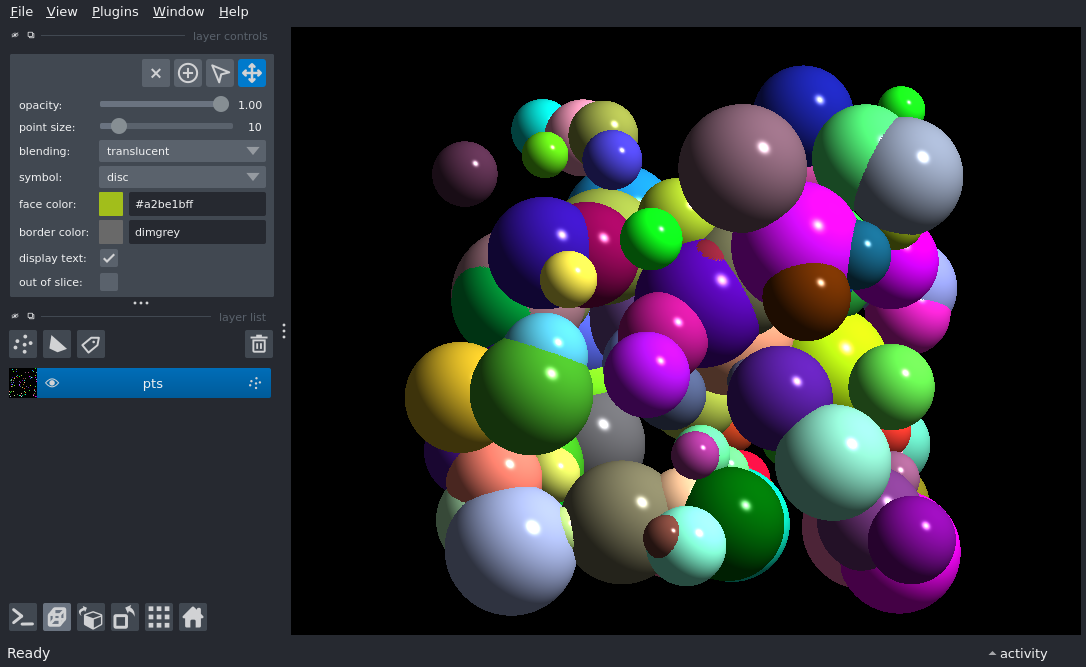 File View Plugins Window Help
layer controls
opacity: 1.00
point size: 10
blending: translucent
symbol: disc
face color: #a2be1bff
border color: dimgrey
display text:
out of slice:
layer list
pts
Ready
activity